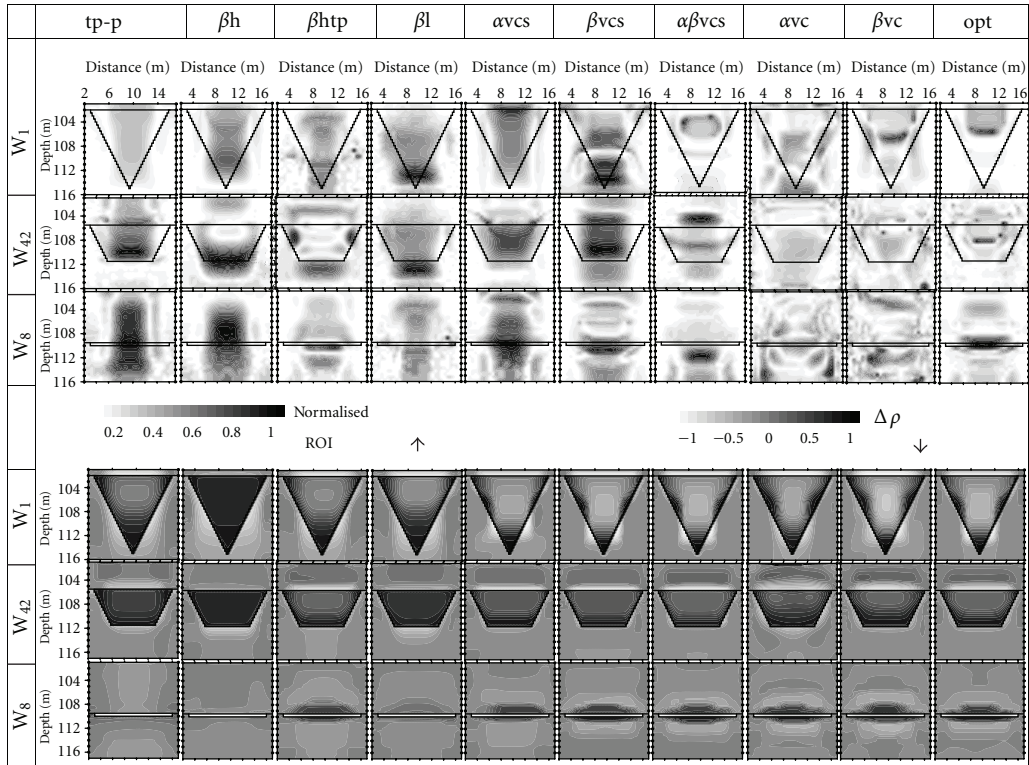 tp-p βh βhtp βl αvcs βvcs αβvcs αvc βvc opt
Distance (m) Distance (m) Distance (m) Distance (m) Distance (m) Distance (m) Distance (m) Distance (m) Distance (m) Distance (m)
2 6 10 14 4 8 12 16 4 8 12 16 4 8 12 16 4 8 12 16 4 8 12 16 4 8 12 16 4 8 12 16 4 8 12 16 4 8 12 16
W1
Depth (m)
104
108
112
116
W42
Depth (m)
104
108
112
116
W8
Depth (m)
104
108
112
116
Normalised
0.2 0.4 0.6 0.8 1
ROI ↑
Δρ
−1 −0.5 0 0.5 1
↓
W1
Depth (m)
104
108
112
116
W42
Depth (m)
104
108
112
116
W8
Depth (m)
104
108
112
116